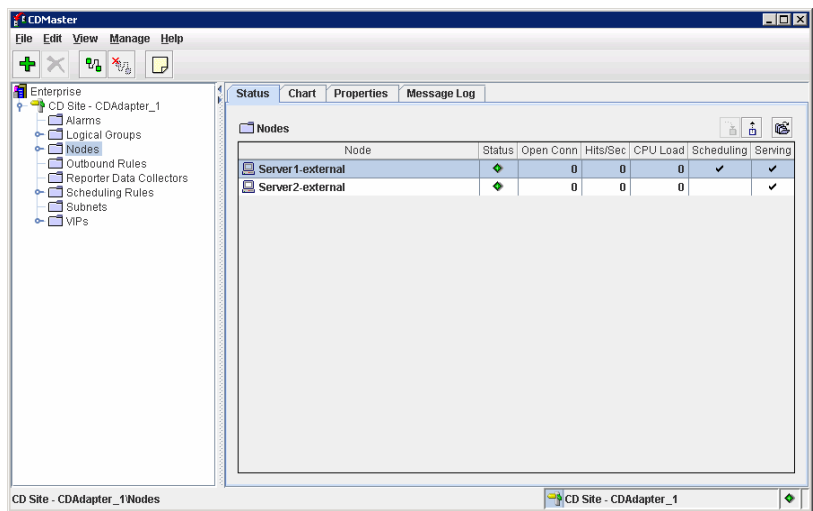 CDMaster
File Edit View Manage Help
Enterprise
CD Site - CDAdapter_1
Alarms
Logical Groups
Nodes
Outbound Rules
Reporter Data Collectors
Scheduling Rules
Subnets
VIPs
Status Chart Properties Message Log
Nodes
Node Status Open Conn Hits/Sec CPU Load Scheduling Serving
Server1-external 0 0 0
Server2-external 0 0 0
CD Site - CDAdapter_1\Nodes
CD Site - CDAdapter_1